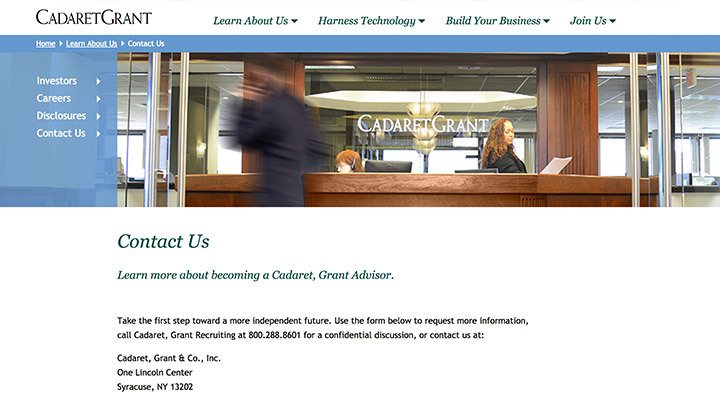 CADARETGRANT
Learn About Us Harness Technology Build Your Business Join Us
Home Learn About Us Contact Us
Investors
Careers
Disclosures
Contact Us
CADARETGRANT
Contact Us
Learn more about becoming a Cadaret, Grant Advisor.
Take the first step toward a more independent future. Use the form below to request more information,
call Cadaret, Grant Recruiting at 800.288.8601 for a confidential discussion, or contact us at:
Cadaret, Grant & Co., Inc.
One Lincoln Center
Syracuse, NY 13202